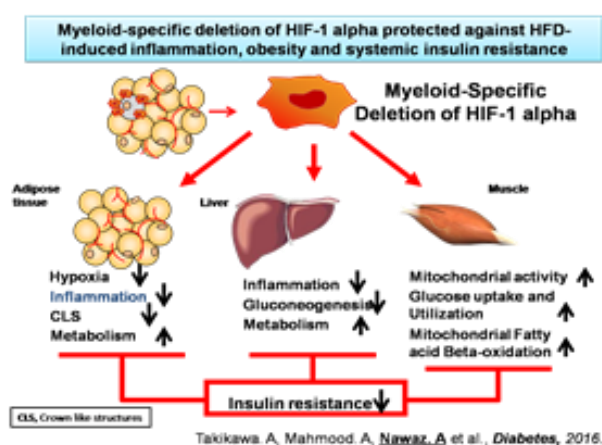 Myeloid-specific deletion of HIF-1 alpha protected against HFD-
induced inflammation, obesity and systemic insulin resistance
Myeloid-Specific
Deletion of HIF-1 alpha
Adipose
tissue
Liver
Muscle
Hypoxia
Inflammation
CLS
Metabolism
Inflammation
Gluconeogenesis
Metabolism
Mitochondrial activity
Glucose uptake and
Utilization
Mitochondrial Fatty
acid Beta-oxidation
Insulin resistance
CLS, Crown like structures
Takikawa. A, Mahmood. A, Nawaz. A et al., Diabetes, 2016